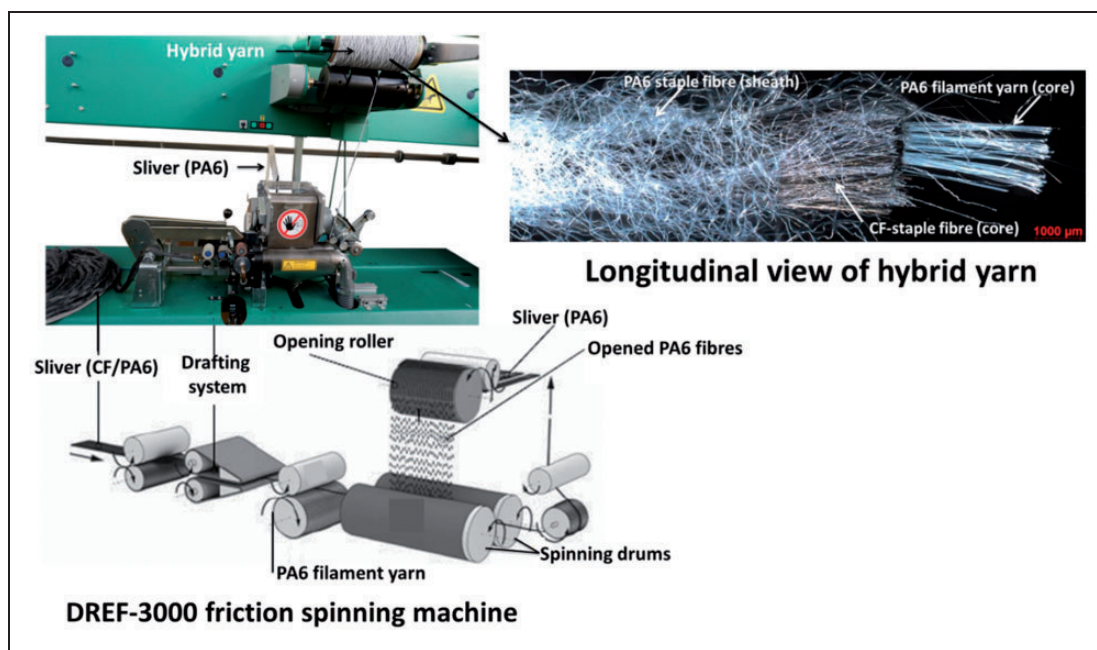 Hybrid yarn
Sliver (PA6)
PA6 staple fibre (sheath)
PA6 filament yarn (core)
CF-staple fibre (core)
1000 µm
Longitudinal view of hybrid yarn
Sliver (CF/PA6)
Drafting
system
Opening roller
Sliver (PA6)
Opened PA6 fibres
Spinning drums
PA6 filament yarn
DREF-3000 friction spinning machine